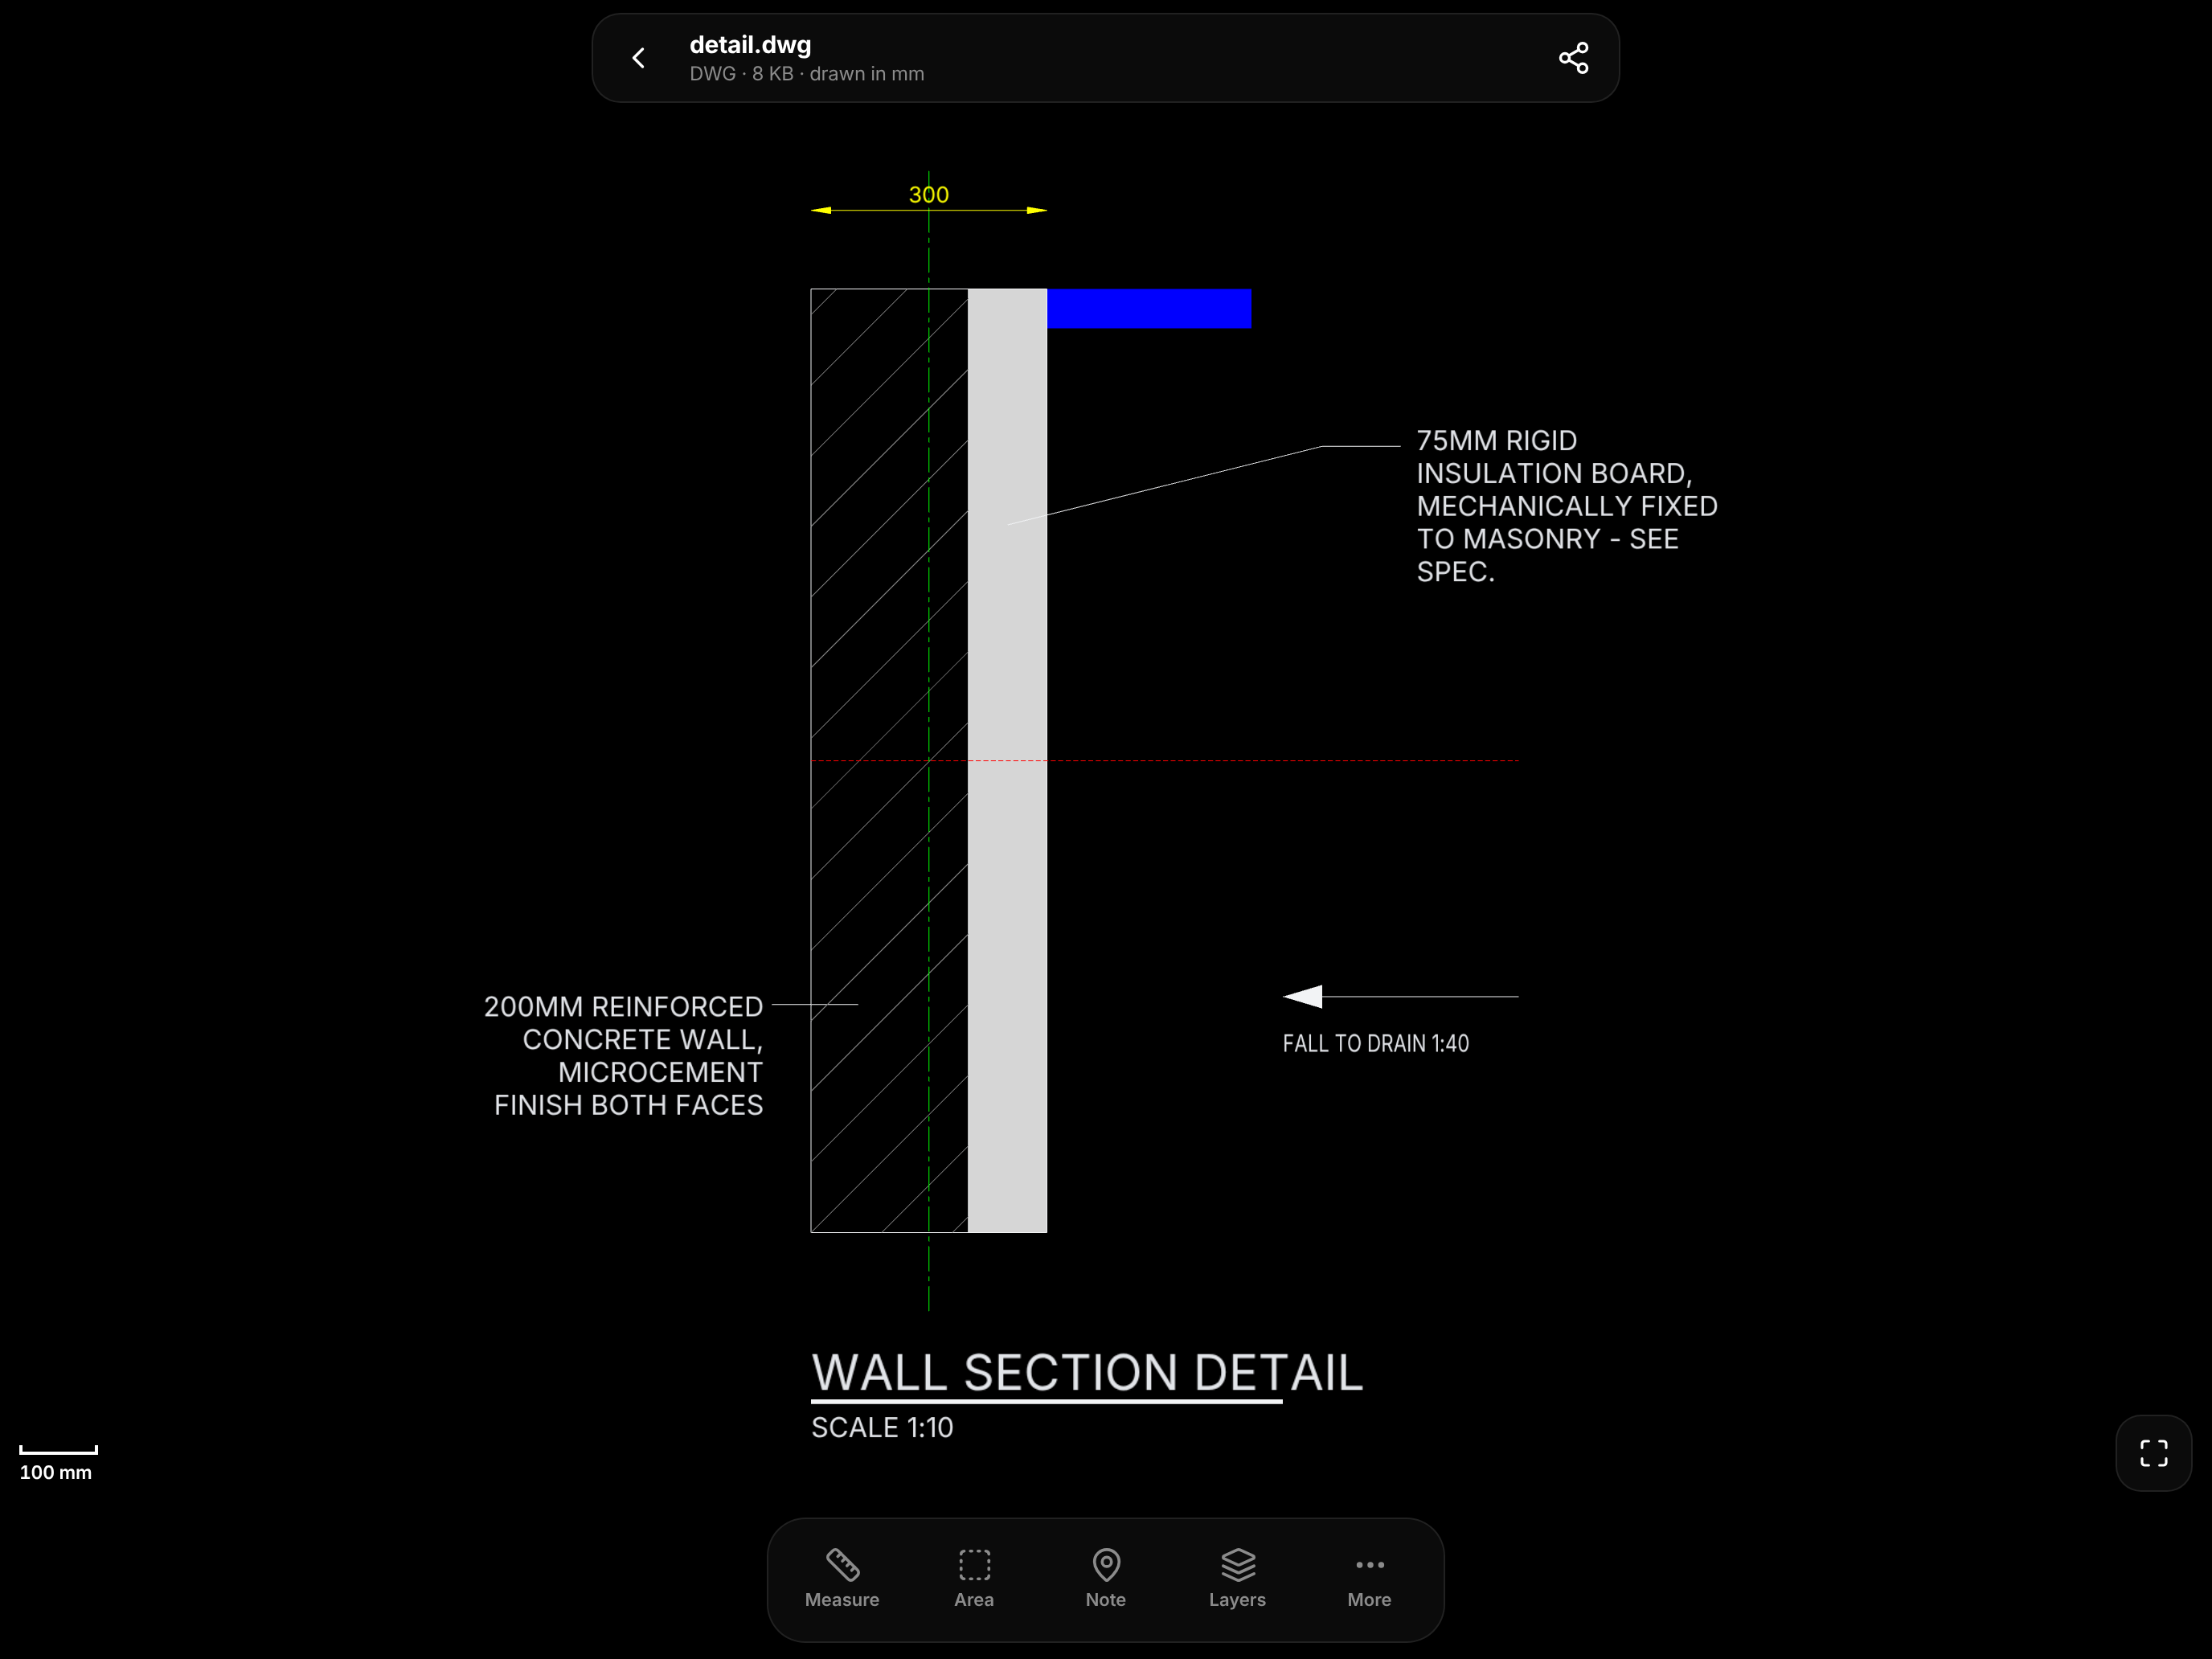 detail.dwg
DWG · 8 KB · drawn in mm
300
75MM RIGID
INSULATION BOARD,
MECHANICALLY FIXED
TO MASONRY - SEE
SPEC.
200MM REINFORCED
CONCRETE WALL,
MICROCEMENT
FINISH BOTH FACES
FALL TO DRAIN 1:40
WALL SECTION DETAIL
SCALE 1:10
100 mm
Measure
Area
Note
Layers
More